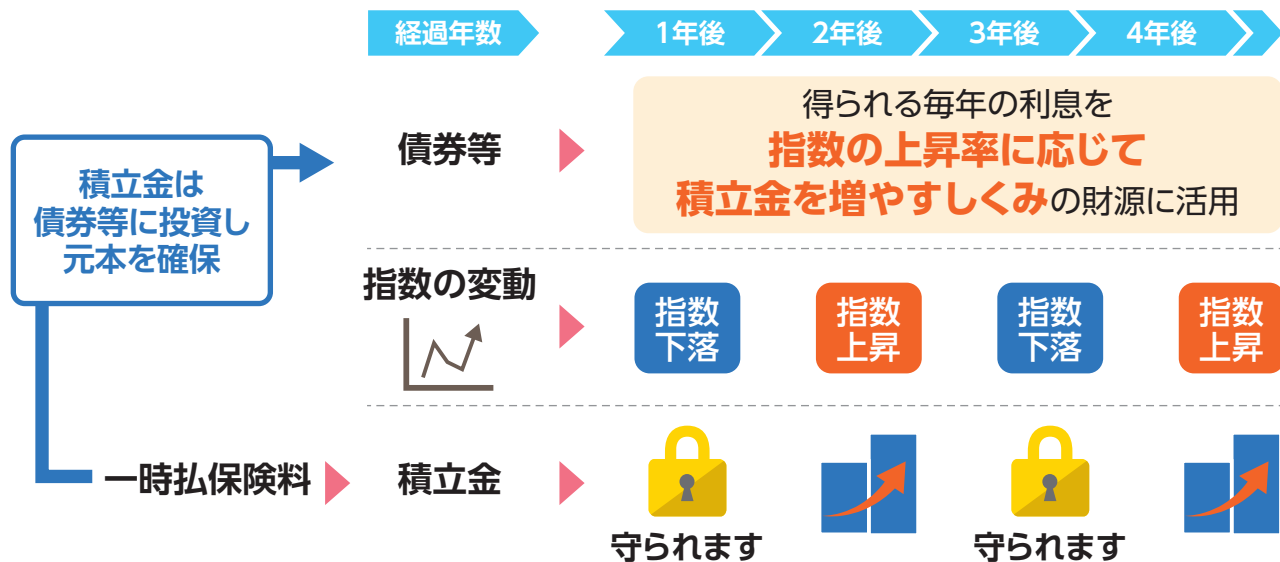 経過年数
1年後
2年後
3年後
4年後
積立金は
債券等に投資し
元本を確保
債券等
得られる毎年の利息を
指数の上昇率に応じて
積立金を増やすしくみの財源に活用
指数の変動
指数
下落
指数
上昇
指数
下落
指数
上昇
一時払保険料
積立金
守られます
守られます